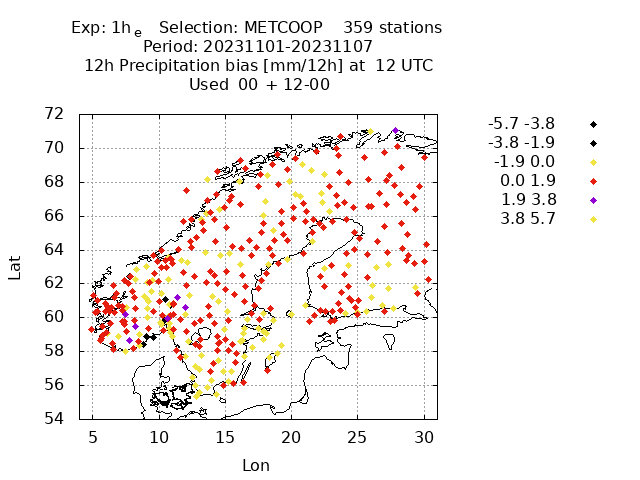 Exp: 1h_e   Selection: METCOOP    359 stations
Period: 20231101-20231107
12h Precipitation bias [mm/12h] at  12 UTC
Used  00 + 12-00
72
70
68
66
64
62
60
58
56
54
5 10 15 20 25 30
Lat
Lon
-5.7 -3.8
-3.8 -1.9
-1.9 0.0
0.0 1.9
1.9 3.8
3.8 5.7